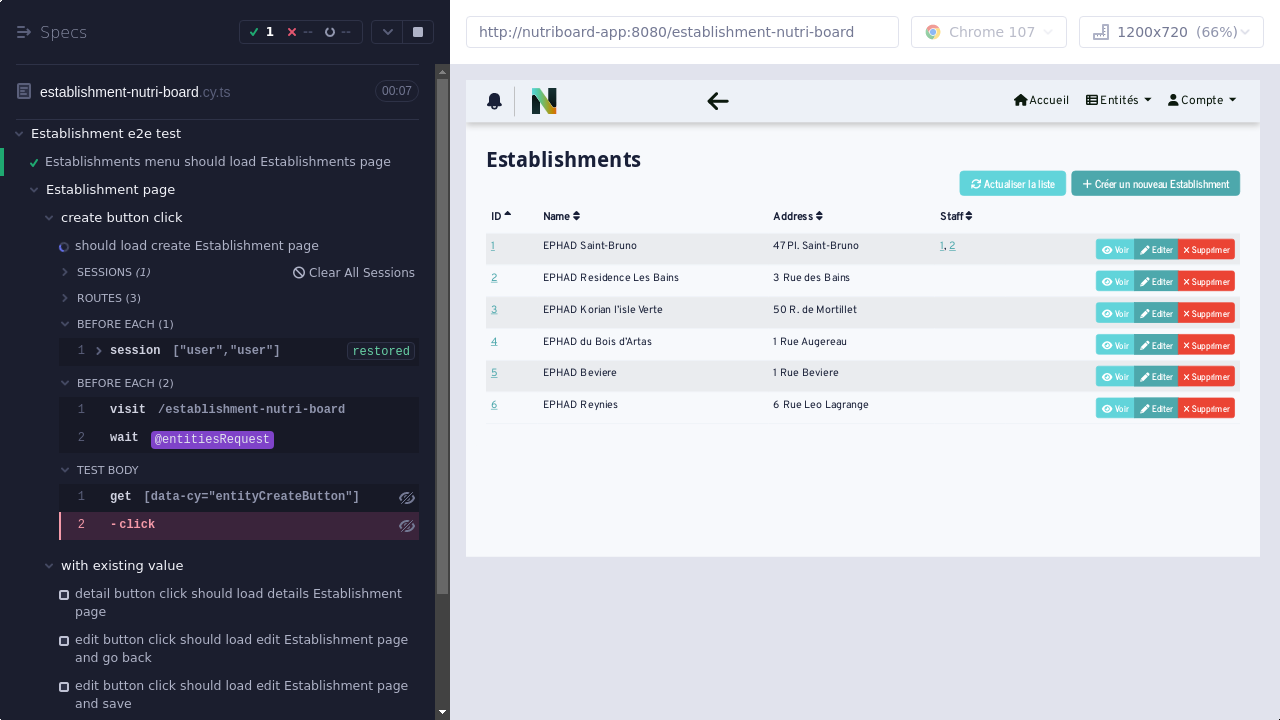 Specs
1
--
--
establishment-nutri-board.cy.ts
00:07
Establishment e2e test
Establishments menu should load Establishments page
Establishment page
create button click
should load create Establishment page
SESSIONS (1)
Clear All Sessions
ROUTES (3)
BEFORE EACH (1)
1 session ["user","user"] restored
BEFORE EACH (2)
1 visit /establishment-nutri-board
2 wait @entitiesRequest
TEST BODY
1 get [data-cy="entityCreateButton"]
2 -click
with existing value
detail button click should load details Establishment
page
edit button click should load edit Establishment page
and go back
edit button click should load edit Establishment page
and save
http://nutriboard-app:8080/establishment-nutri-board
Chrome 107
1200x720 (66%)
N
Accueil
Entités
Compte
Establishments
Actualiser la liste
Créer un nouveau Establishment
ID Name Address Staff
1 EPHAD Saint-Bruno 47 Pl. Saint-Bruno 1, 2 Voir Editer Supprimer
2 EPHAD Residence Les Bains 3 Rue des Bains Voir Editer Supprimer
3 EPHAD Korian l'isle Verte 50 R. de Mortillet Voir Editer Supprimer
4 EPHAD du Bois d'Artas 1 Rue Augereau Voir Editer Supprimer
5 EPHAD Beviere 1 Rue Beviere Voir Editer Supprimer
6 EPHAD Reynies 6 Rue Leo Lagrange Voir Editer Supprimer